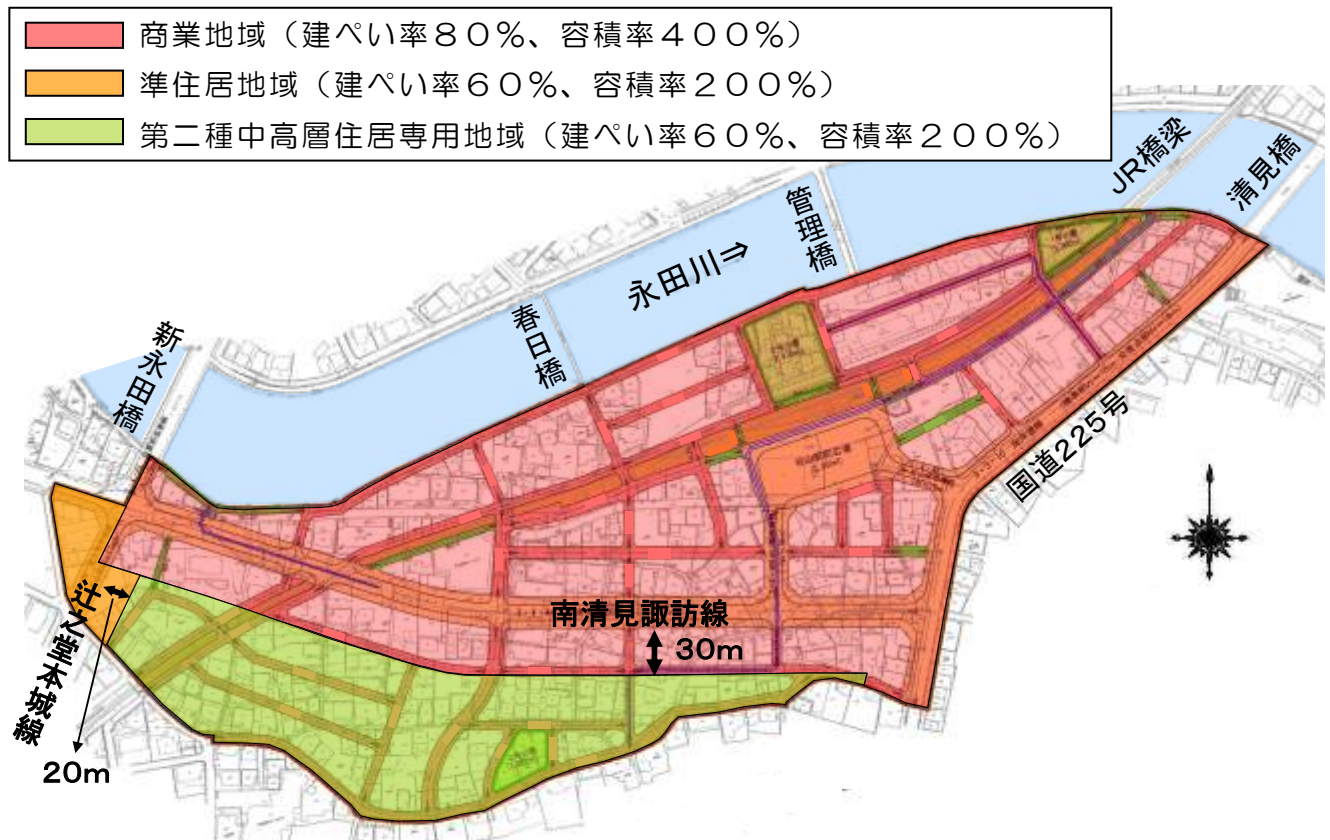 商業地域（建ぺい率８０％、容積率４００％）
準住居地域（建ぺい率６０％、容積率２００％）
第二種中高層住居専用地域（建ぺい率６０％、容積率２００％）
JR橋梁
清見橋
管理橋
永田川⇒
春日橋
新永田橋
国道225号
南清見諏訪線
30m
辻之堂本城線
20m